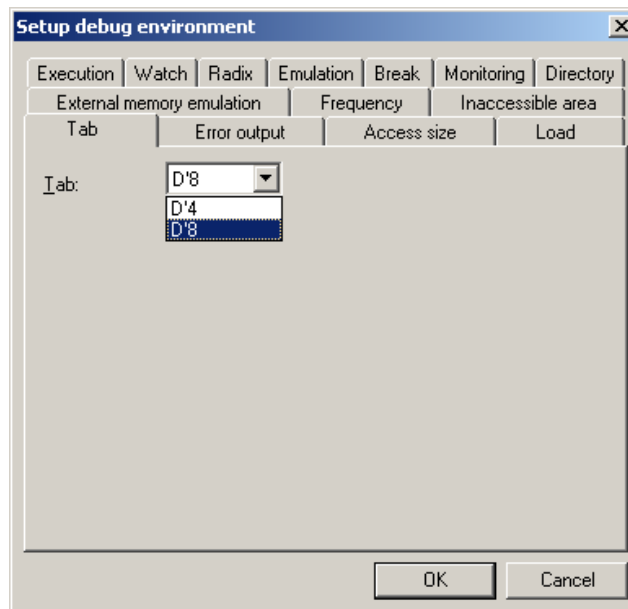 Setup debug environment
Execution Watch Radix Emulation Break Monitoring Directory
External memory emulation Frequency Inaccessible area
Tab Error output Access size Load
Tab: D'8
D'4
D'8
OK Cancel